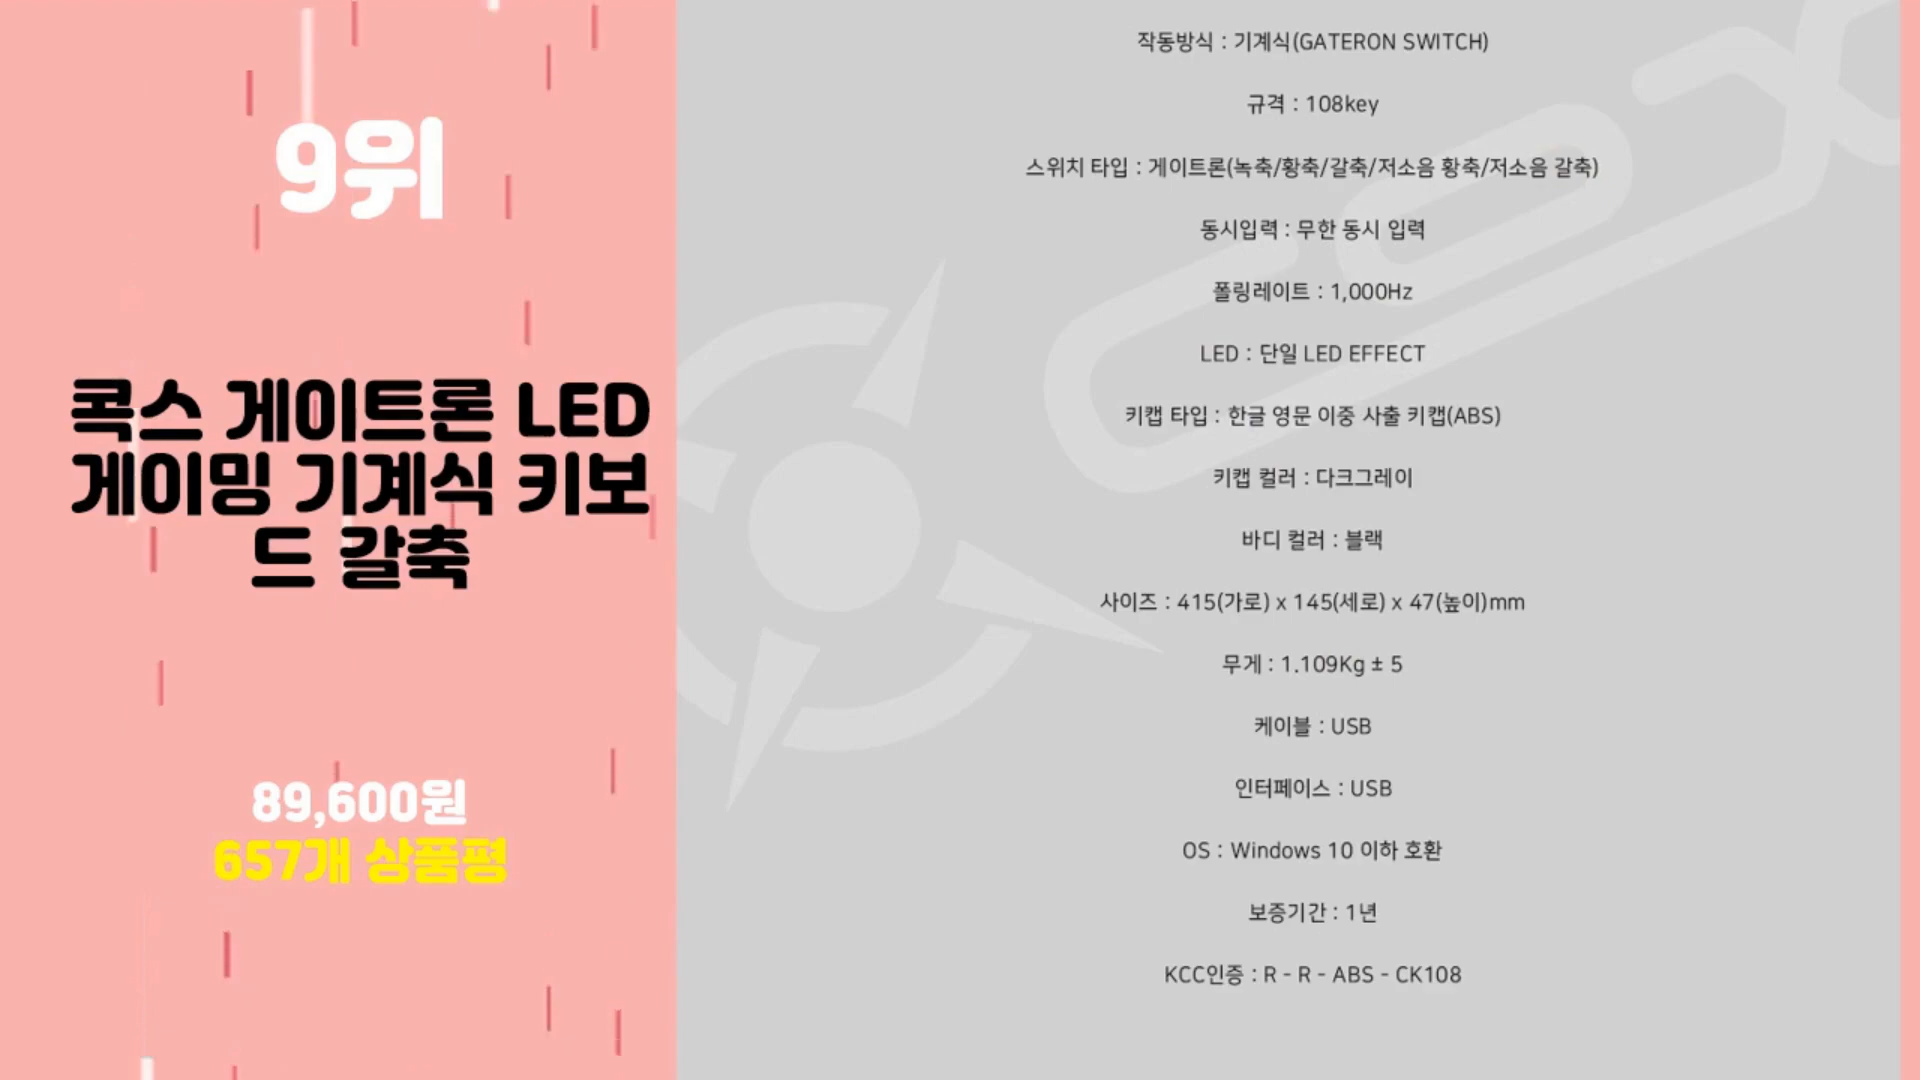 9위
콕스 게이트론 LED
게이밍 기계식 키보
드 갈축
89,600원
657개 상품평
cox
작동방식 : 기계식(GATERON SWITCH)
규격 : 108key
스위치 타입 : 게이트론(녹축/황축/갈축/저소음 황축/저소음 갈축)
동시입력 : 무한 동시 입력
폴링레이트 : 1,000Hz
LED : 단일 LED EFFECT
키캡 타입 : 한글 영문 이중 사출 키캡(ABS)
키캡 컬러 : 다크그레이
바디 컬러 : 블랙
사이즈 : 415(가로) x 145(세로) x 47(높이)mm
무게 : 1.109Kg ± 5
케이블 : USB
인터페이스 : USB
OS : Windows 10 이하 호환
보증기간 : 1년
KCC인증 : R - R - ABS - CK108